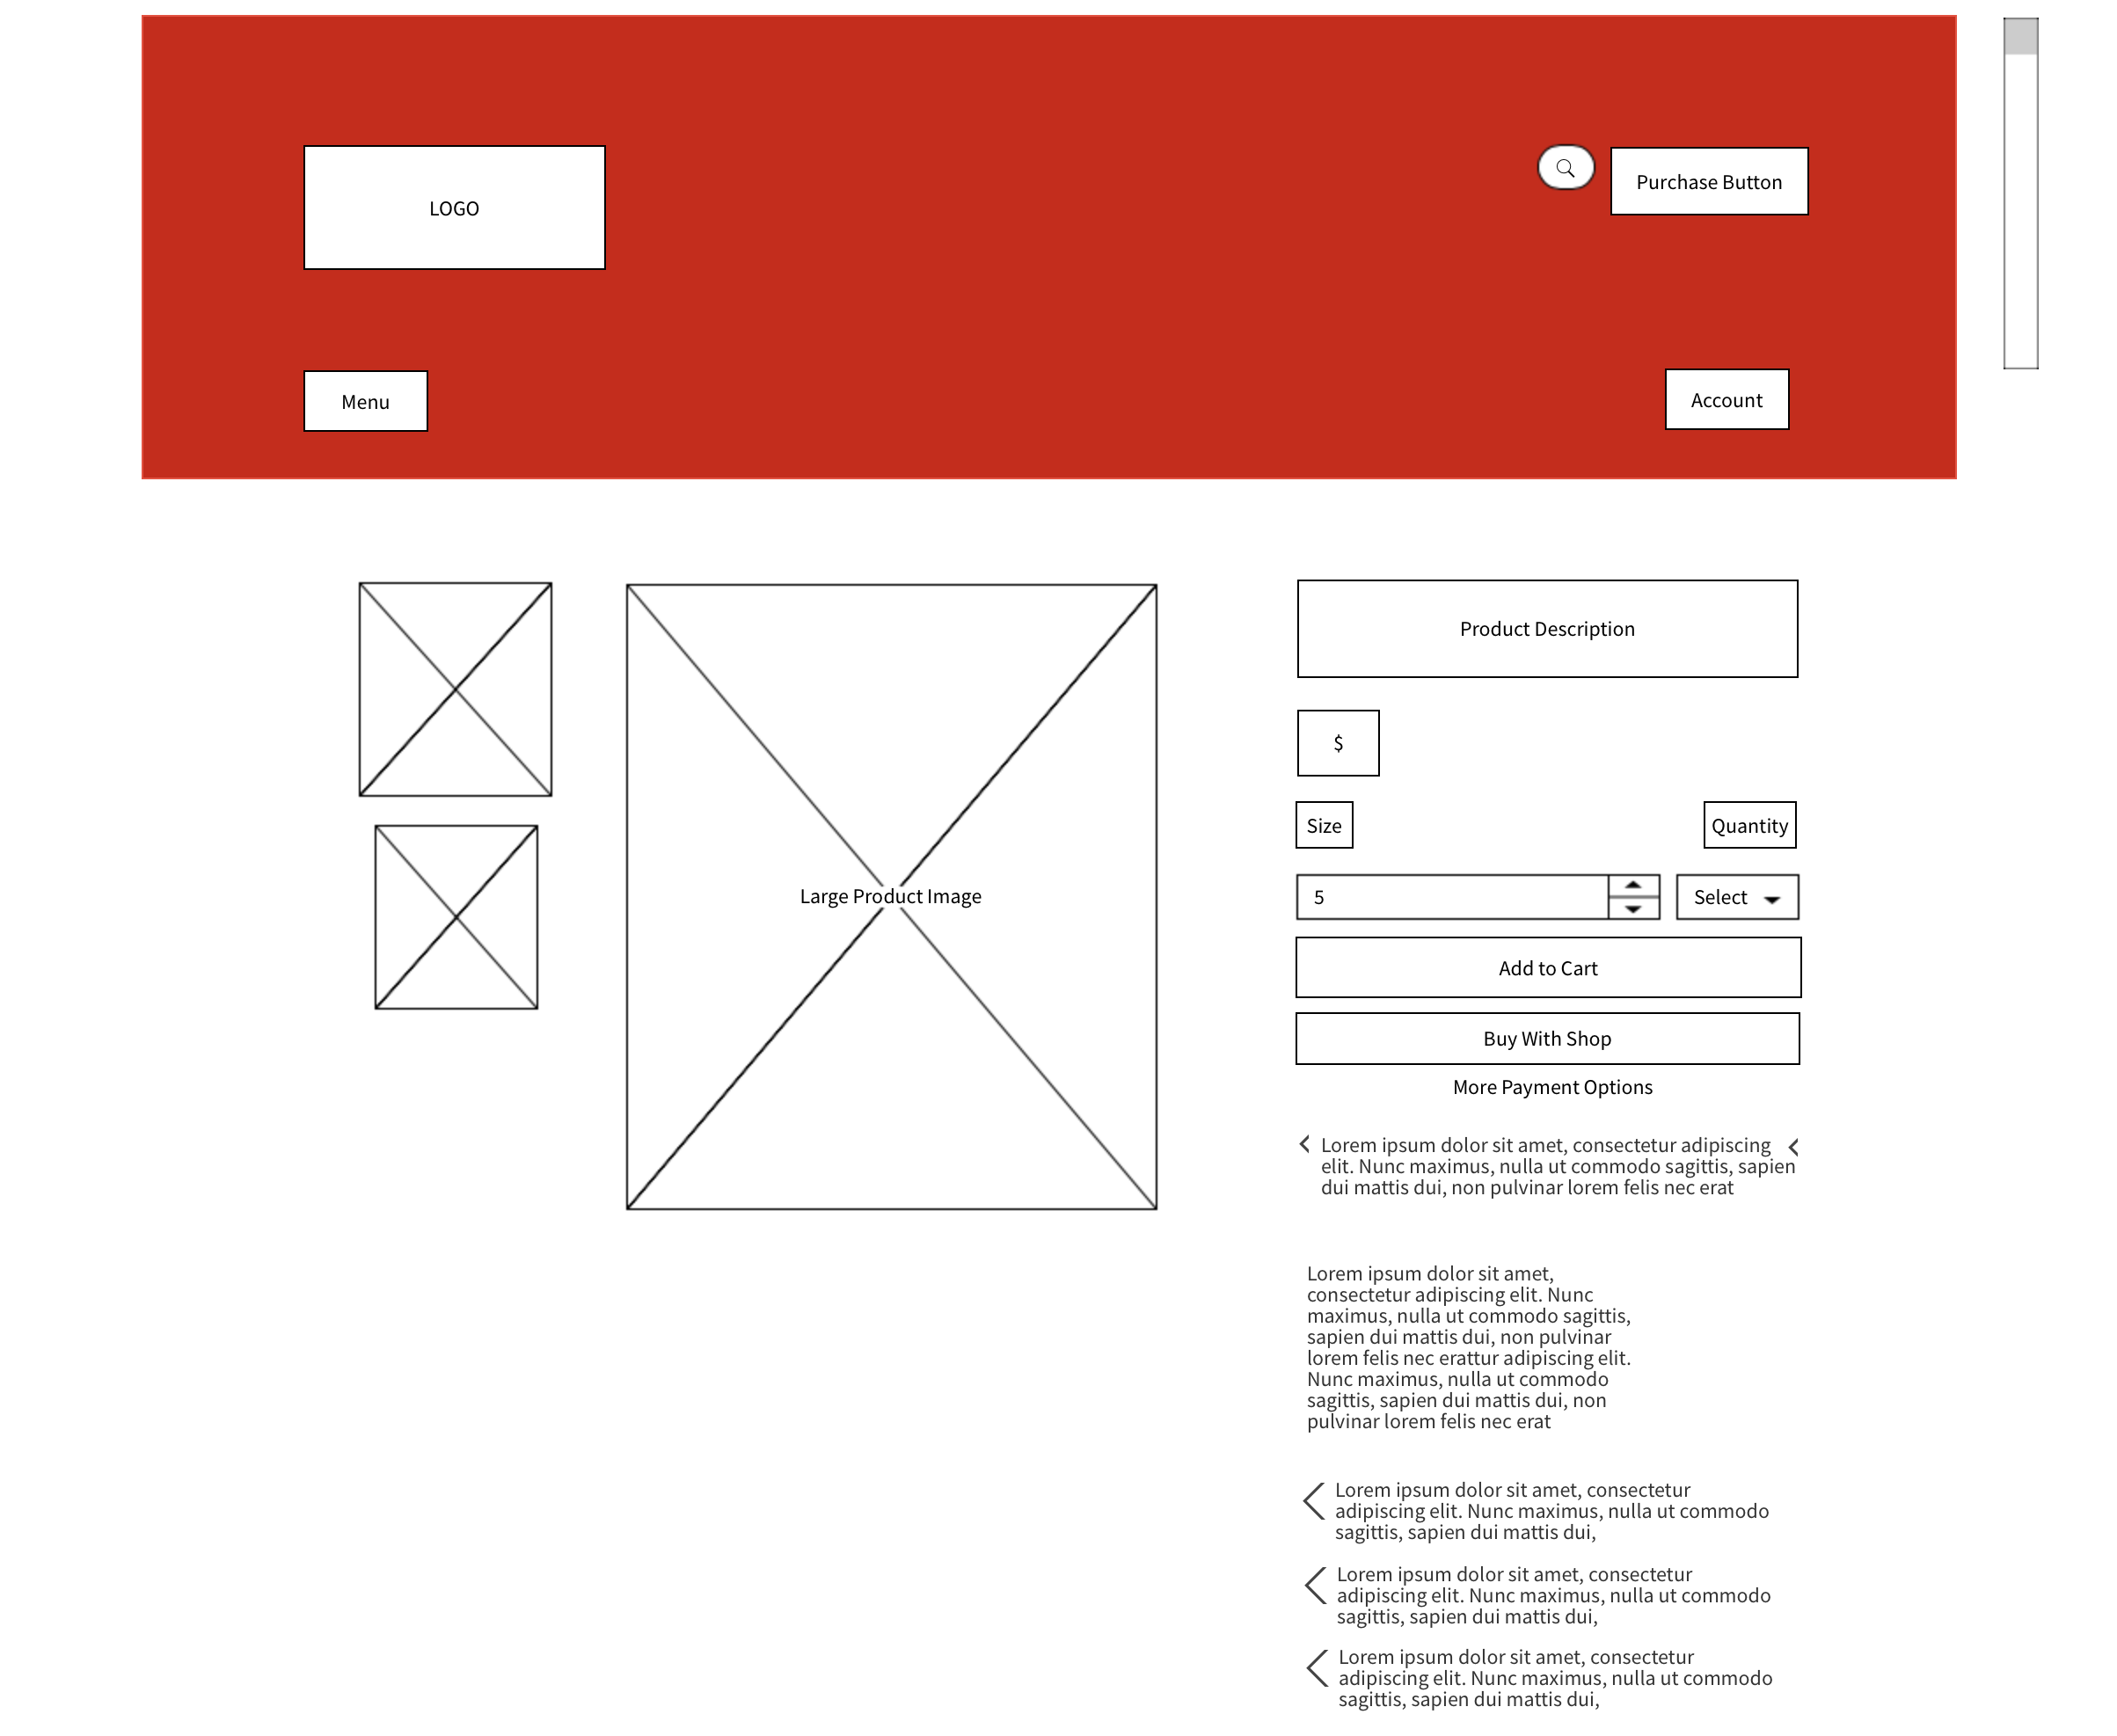 LOGO
Purchase Button
Menu
Account
Product Description
$
Size
Quantity
5
Select
Large Product Image
Add to Cart
Buy With Shop
More Payment Options
Lorem ipsum dolor sit amet, consectetur adipiscing
elit. Nunc maximus, nulla ut commodo sagittis, sapien
dui mattis dui, non pulvinar lorem felis nec erat
Lorem ipsum dolor sit amet,
consectetur adipiscing elit. Nunc
maximus, nulla ut commodo sagittis,
sapien dui mattis dui, non pulvinar
lorem felis nec erattur adipiscing elit.
Nunc maximus, nulla ut commodo
sagittis, sapien dui mattis dui, non
pulvinar lorem felis nec erat
Lorem ipsum dolor sit amet, consectetur
adipiscing elit. Nunc maximus, nulla ut commodo
sagittis, sapien dui mattis dui,
Lorem ipsum dolor sit amet, consectetur
adipiscing elit. Nunc maximus, nulla ut commodo
sagittis, sapien dui mattis dui,
Lorem ipsum dolor sit amet, consectetur
adipiscing elit. Nunc maximus, nulla ut commodo
sagittis, sapien dui mattis dui,